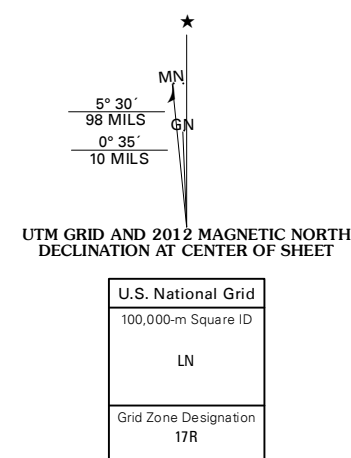 ★
MN
5° 30´
98 MILS
GN
0° 35´
10 MILS
UTM GRID AND 2012 MAGNETIC NORTH
DECLINATION AT CENTER OF SHEET
U.S. National Grid
100,000-m Square ID
LN
Grid Zone Designation
17R